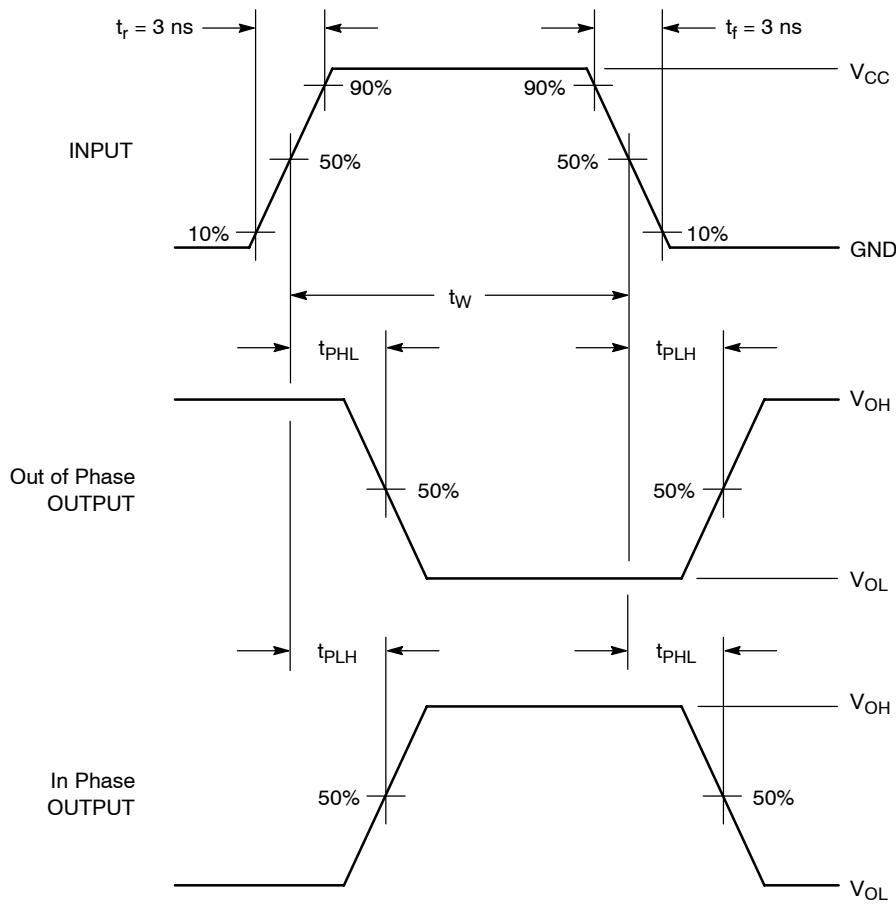 t_r = 3 ns
t_f = 3 ns
V_CC
90%
90%
INPUT
50%
50%
10%
10%
GND
t_W
t_PHL
t_PLH
V_OH
Out of Phase
OUTPUT
50%
50%
V_OL
t_PLH
t_PHL
V_OH
In Phase
OUTPUT
50%
50%
V_OL